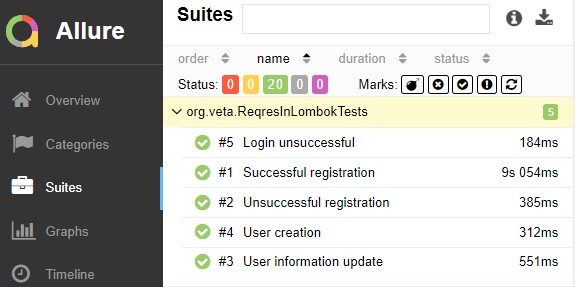 Allure
Overview
Categories
Suites
Graphs
Timeline
Suites
order name duration status
Status: 0 0 20 0 0 Marks:
org.veta.ReqresInLombokTests 5
#5 Login unsuccessful 184ms
#1 Successful registration 9s 054ms
#2 Unsuccessful registration 385ms
#4 User creation 312ms
#3 User information update 551ms